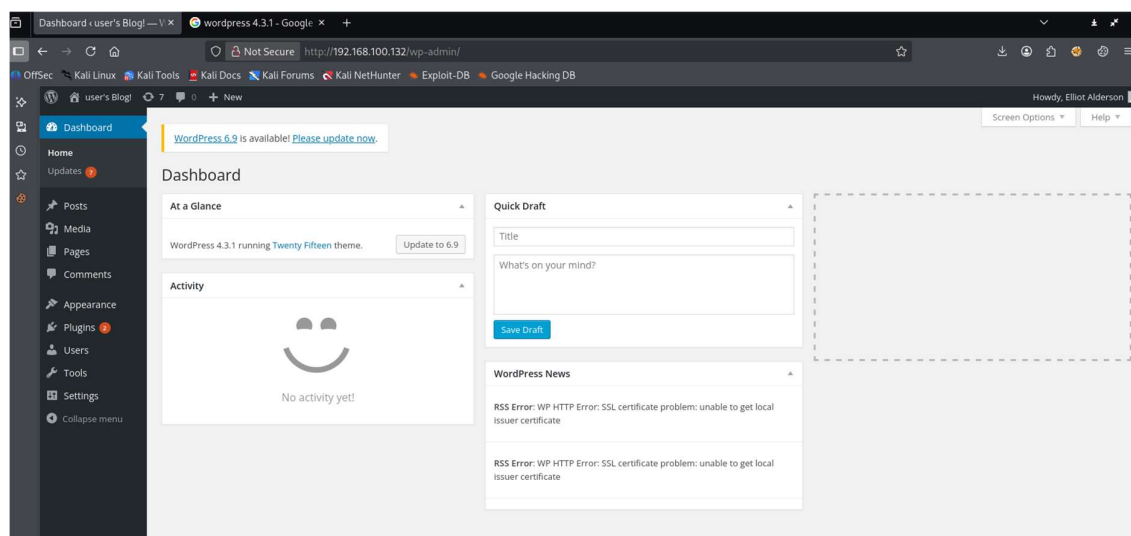 Dashboard ‹ user's Blog! — W ×
wordpress 4.3.1 - Google ×
Not Secure http://192.168.100.132/wp-admin/
OffSec Kali Linux Kali Tools Kali Docs Kali Forums Kali NetHunter Exploit-DB Google Hacking DB
user's Blog! 7 0 + New Howdy, Elliot Alderson
Screen Options Help
Dashboard
Home
Updates 7
Posts
Media
Pages
Comments
Appearance
Plugins 2
Users
Tools
Settings
Collapse menu
WordPress 6.9 is available! Please update now.
Dashboard
At a Glance
WordPress 4.3.1 running Twenty Fifteen theme. Update to 6.9
Activity
No activity yet!
Quick Draft
Title
What's on your mind?
Save Draft
WordPress News
RSS Error: WP HTTP Error: SSL certificate problem: unable to get local
issuer certificate
RSS Error: WP HTTP Error: SSL certificate problem: unable to get local
issuer certificate